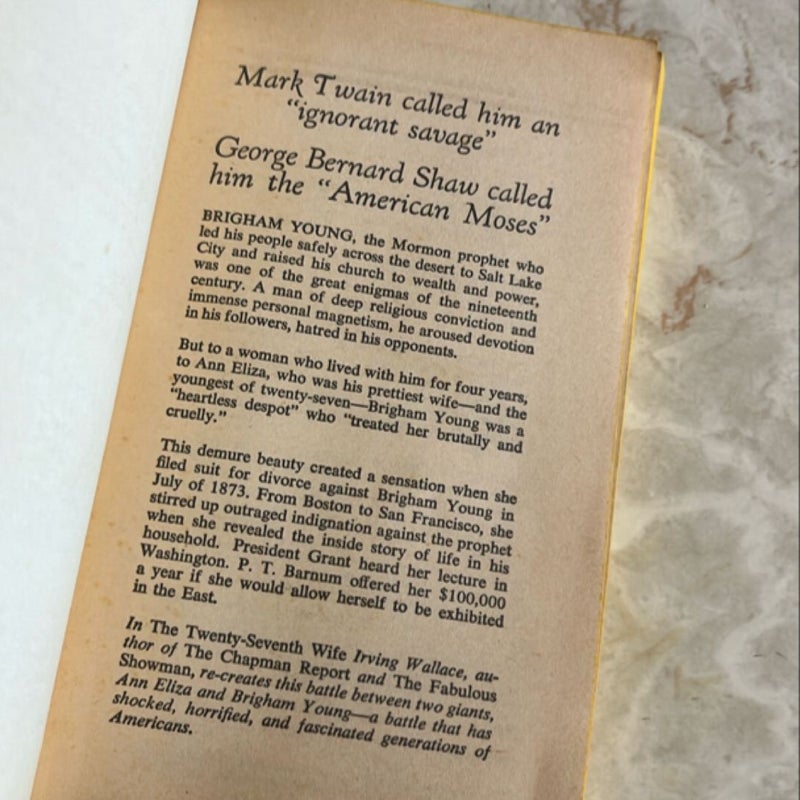 Mark Twain called him an
"ignorant savage"
George Bernard Shaw called
him the "American Moses"
BRIGHAM YOUNG, the Mormon prophet who
led his people safely across the desert to Salt Lake
City and raised his church to wealth and power,
was one of the great enigmas of the nineteenth
century. A man of deep religious conviction and
immense personal magnetism, he aroused devotion
in his followers, hatred in his opponents.
But to a woman who lived with him for four years,
to Ann Eliza, who was his prettiest wife—and the
youngest of twenty-seven—Brigham Young was a
"heartless despot" who "treated her brutally and
cruelly."
This demure beauty created a sensation when she
filed suit for divorce against Brigham Young in
July of 1873. From Boston to San Francisco, she
stirred up outraged indignation against the prophet
when she revealed the inside story of life in his
household. President Grant heard her lecture in
Washington. P. T. Barnum offered her $100,000
a year if she would allow herself to be exhibited
in the East.
In The Twenty-Seventh Wife Irving Wallace, au-
thor of The Chapman Report and The Fabulous
Showman, re-creates this battle between two giants,
Ann Eliza and Brigham Young—a battle that has
shocked, horrified, and fascinated generations of
Americans.